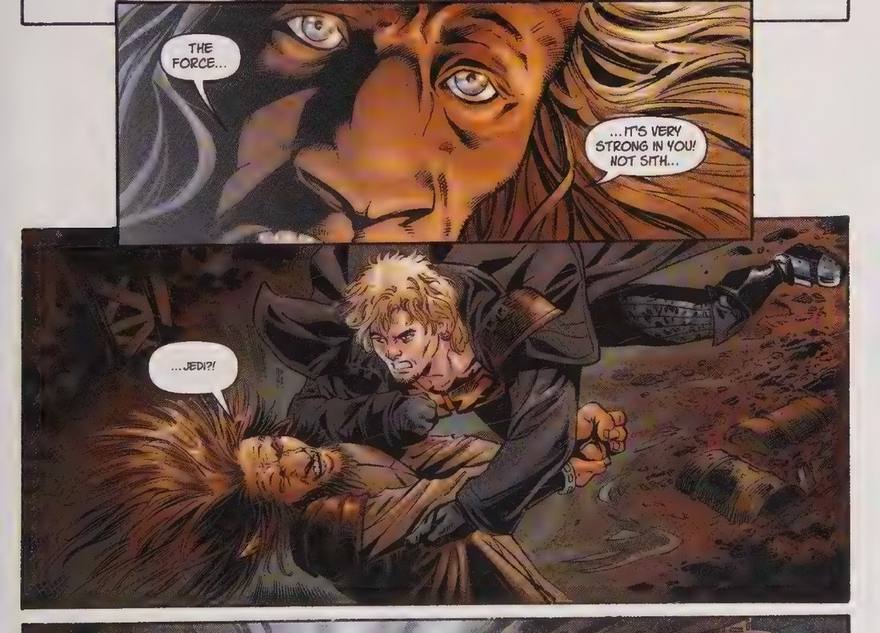 THE
FORCE...
...IT'S VERY
STRONG IN YOU!
NOT SITH...
...JEDI?!